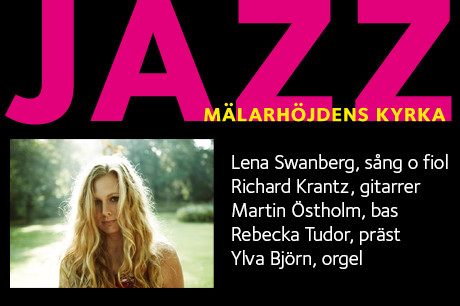 JAZZ
MÄLARHÖJDENS KYRKA
Lena Swanberg, sång o fiol
Richard Krantz, gitarrer
Martin Östholm, bas
Rebecka Tudor, präst
Ylva Björn, orgel